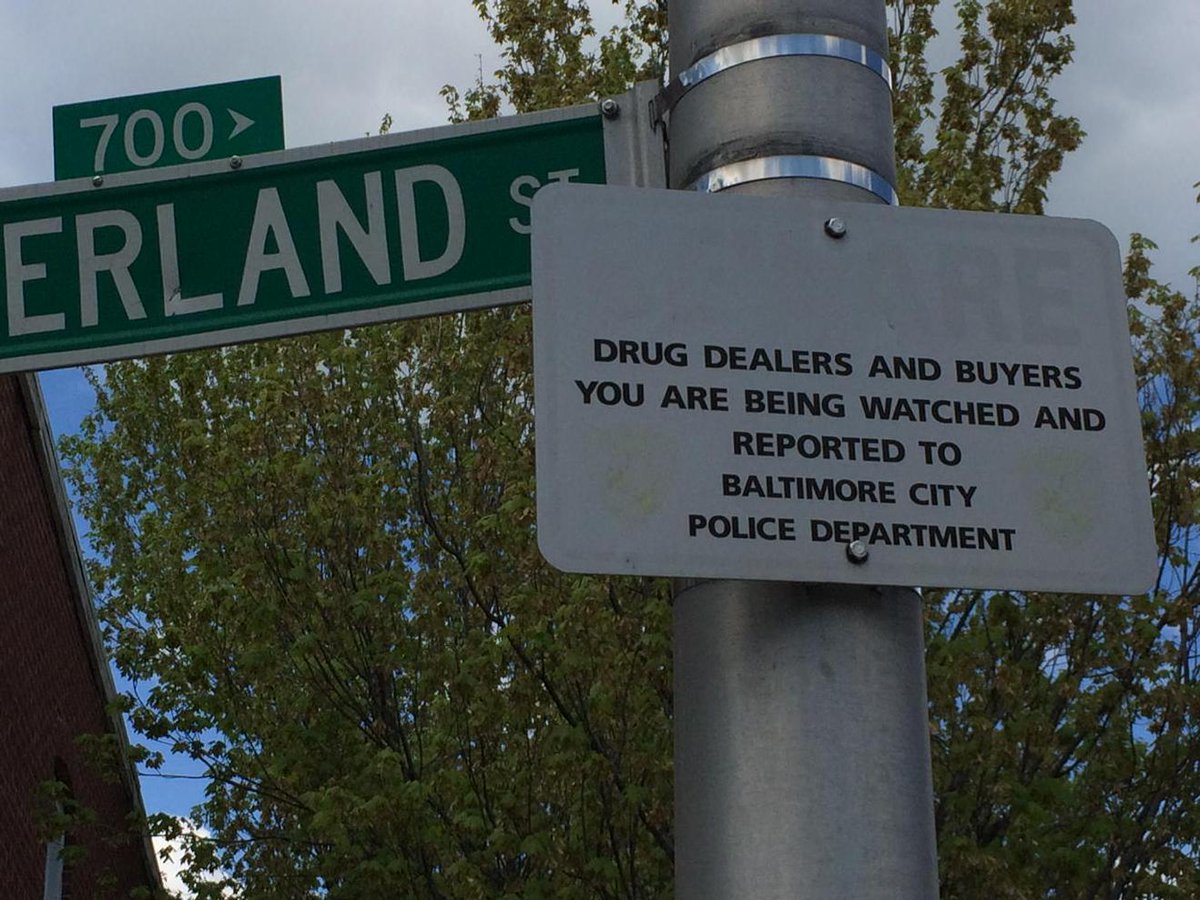 700
ERLAND ST
DRUG DEALERS AND BUYERS
YOU ARE BEING WATCHED AND
REPORTED TO
BALTIMORE CITY
POLICE DEPARTMENT